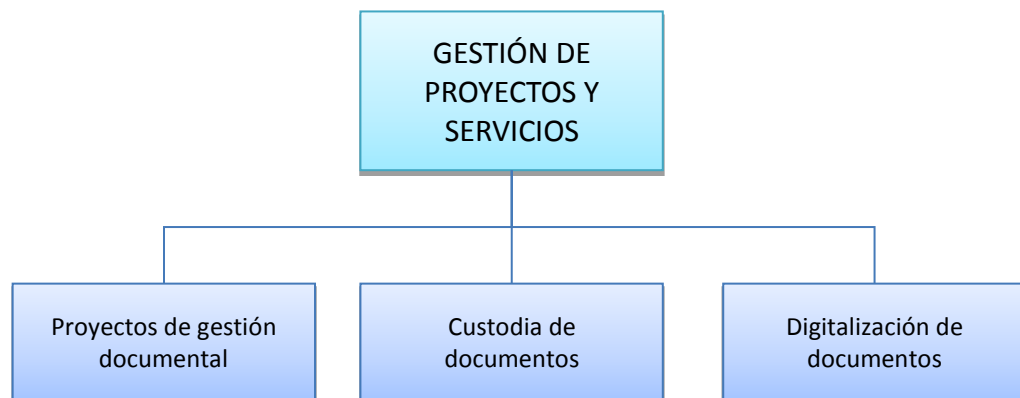 GESTIÓN DE
PROYECTOS Y
SERVICIOS
Proyectos de gestión
documental
Custodia de
documentos
Digitalización de
documentos